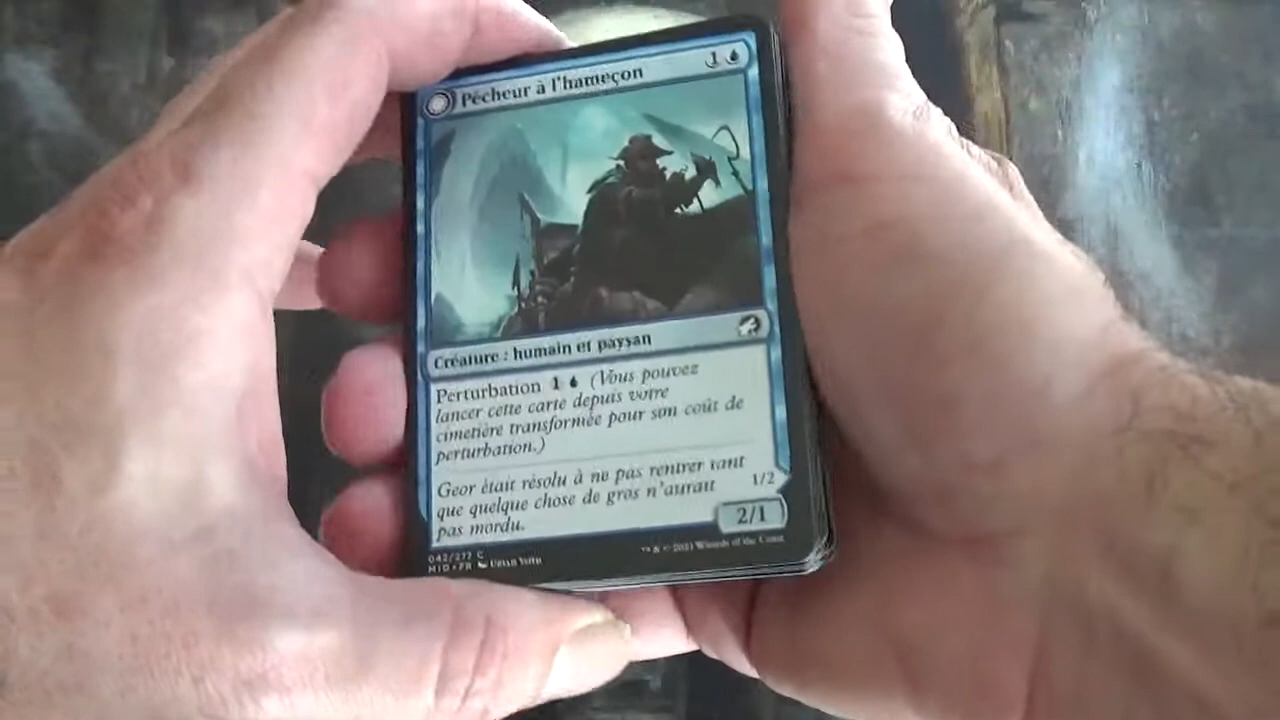 Pêcheur à l'hameçon 1
Créature : humain et paysan
Perturbation 1 (Vous pouvez
lancer cette carte depuis votre
cimetière transformée pour son coût de
perturbation.)
Geor était résolu à ne pas rentrer tant
que quelque chose de gros n'aurait
pas mordu.
1/2
2/1
042/277 C
MID • FR
™ & © 2021 Wizards of the Coast